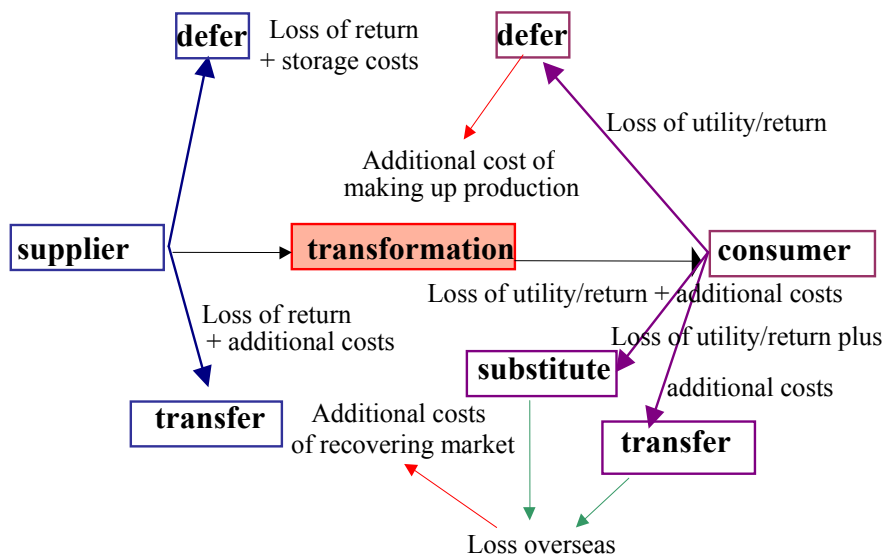 defer
Loss of return
+ storage costs
defer
Loss of utility/return
Additional cost of
making up production
supplier
transformation
consumer
Loss of utility/return + additional costs
Loss of return
+ additional costs
Loss of utility/return plus
additional costs
substitute
transfer
Additional costs
of recovering market
transfer
Loss overseas